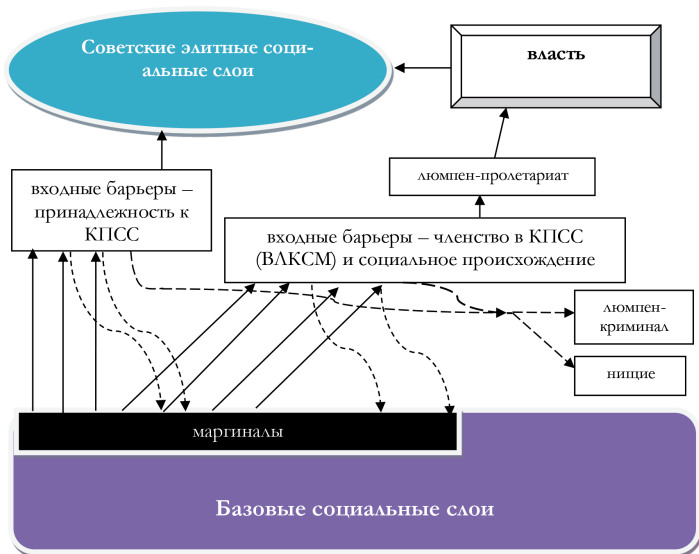 Советские элитные соци-
альные слои
власть
входные барьеры –
принадлежность к
КПСС
люмпен-пролетариат
входные барьеры – членство в КПСС
(ВЛКСМ) и социальное происхождение
люмпен-
криминал
нищие
маргиналы
Базовые социальные слои